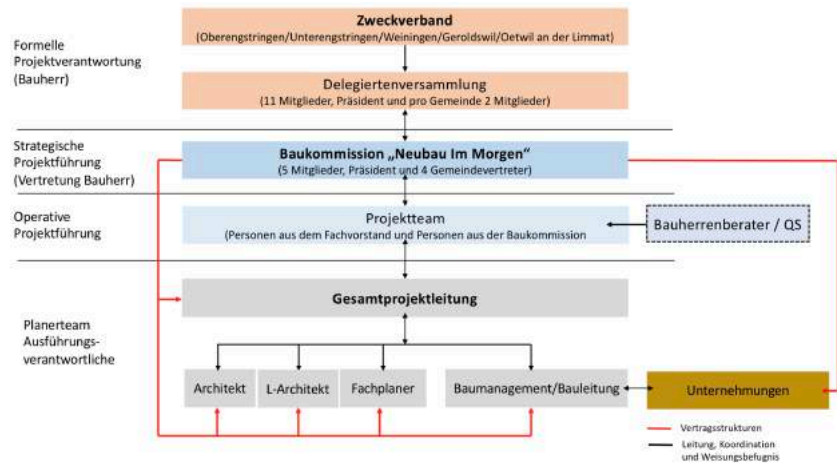 Zweckverband
(Oberengstringen/Unterengstringen/Weiningen/Geroldswil/Oetwil an der Limmat)
Formelle
Projektverantwortung
(Bauherr)
Delegiertenversammlung
(11 Mitglieder, Präsident und pro Gemeinde 2 Mitglieder)
Strategische
Projektführung
(Vertretung Bauherr)
Baukommission „Neubau Im Morgen“
(5 Mitglieder, Präsident und 4 Gemeindevertreter)
Operative
Projektführung
Projektteam
(Personen aus dem Fachvorstand und Personen aus der Baukommission
Bauherrenberater / QS
Gesamtprojektleitung
Planerteam
Ausführungs-
verantwortliche
Architekt
L-Architekt
Fachplaner
Baumanagement/Bauleitung
Unternehmungen
Vertragsstrukturen
Leitung, Koordination
und Weisungsbefugnis